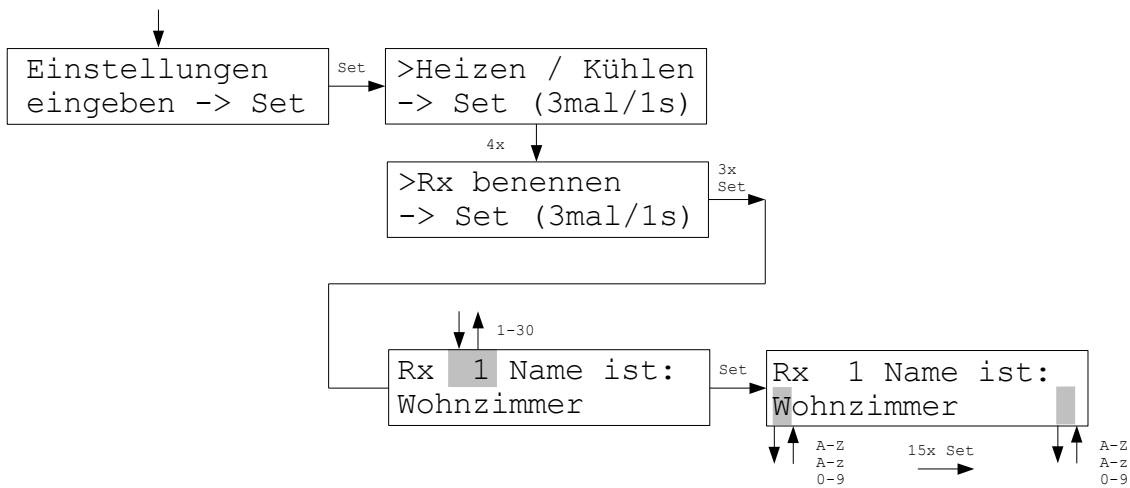 Einstellungen
eingeben -> Set
Set
>Heizen / Kühlen
-> Set (3mal/1s)
4x
>Rx benennen
-> Set (3mal/1s)
3x
Set
1-30
Rx 1 Name ist:
Wohnzimmer
Set
Rx 1 Name ist:
Wohnzimmer
A-Z
A-z
0-9
15x Set
A-Z
A-z
0-9